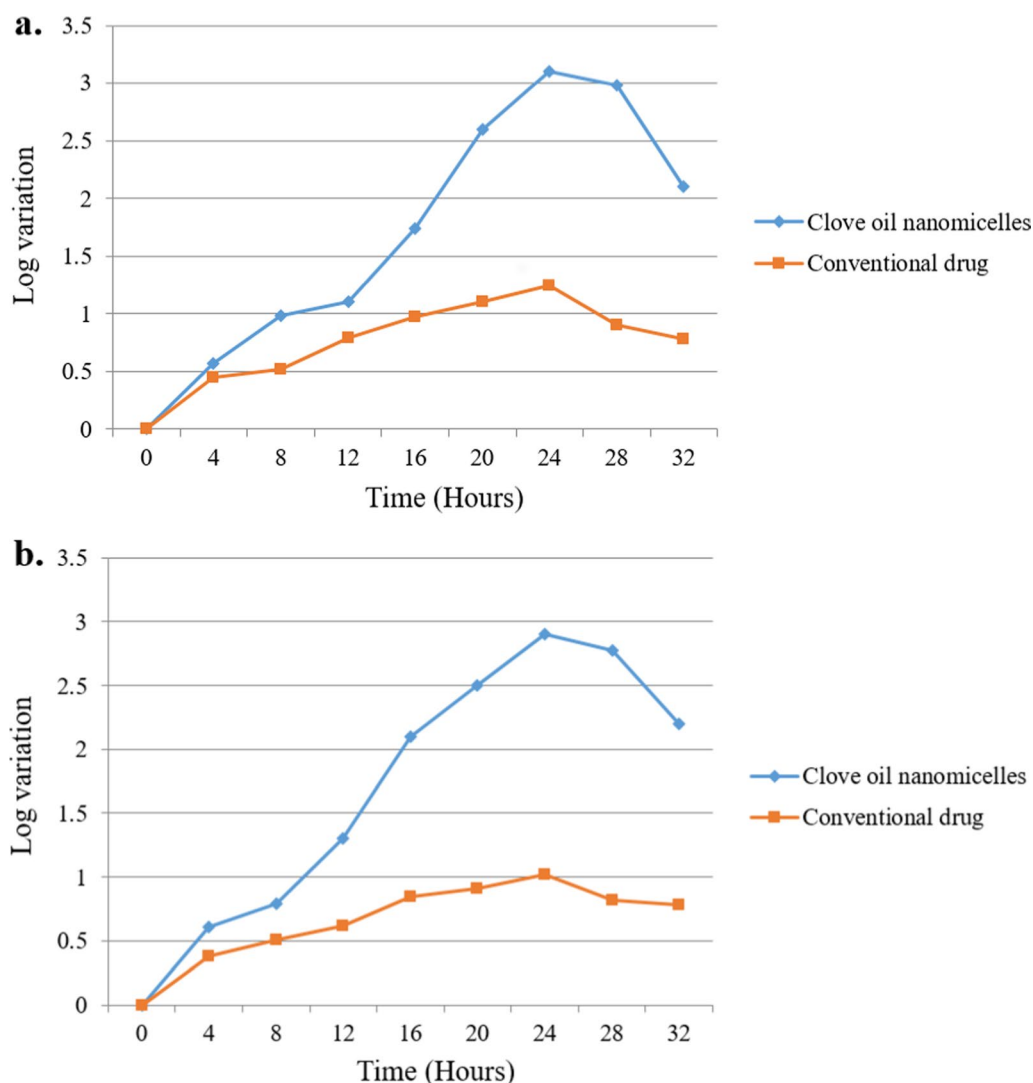 a.
3.5
3
2.5
2
1.5
1
0.5
0
Log variation
0 4 8 12 16 20 24 28 32
Time (Hours)
Clove oil nanomicelles
Conventional drug
b.
3.5
3
2.5
2
1.5
1
0.5
0
Log variation
0 4 8 12 16 20 24 28 32
Time (Hours)
Clove oil nanomicelles
Conventional drug